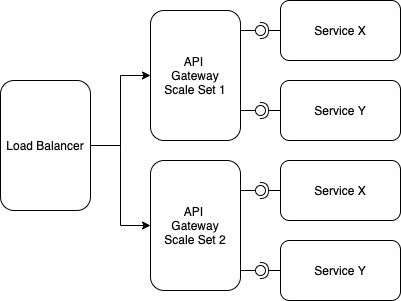 Load Balancer
API
Gateway
Scale Set 1
Service X
Service Y
API
Gateway
Scale Set 2
Service X
Service Y